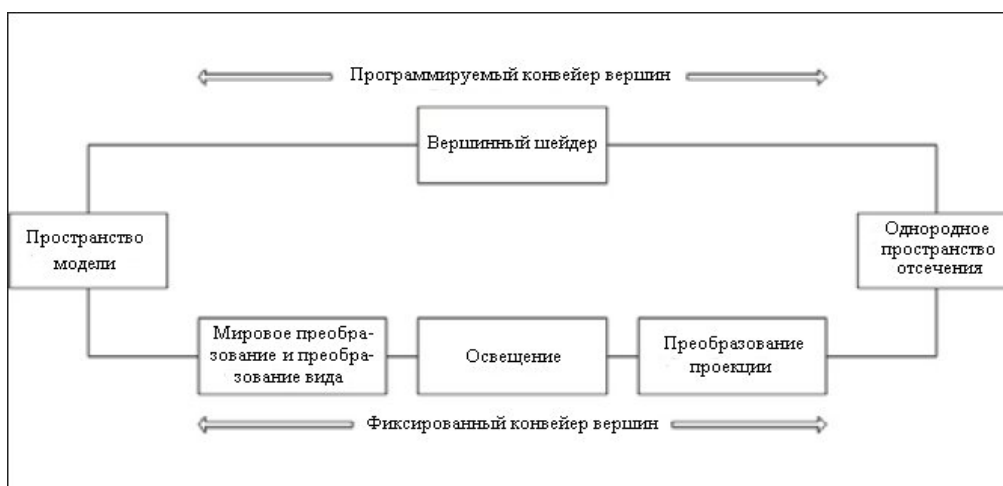 Программируемый конвейер вершин
Вершинный шейдер
Пространство
модели
Однородное
пространство
отсечения
Мировое преобра-
зование и преобра-
зование вида
Освещение
Преобразование
проекции
Фиксированный конвейер вершин